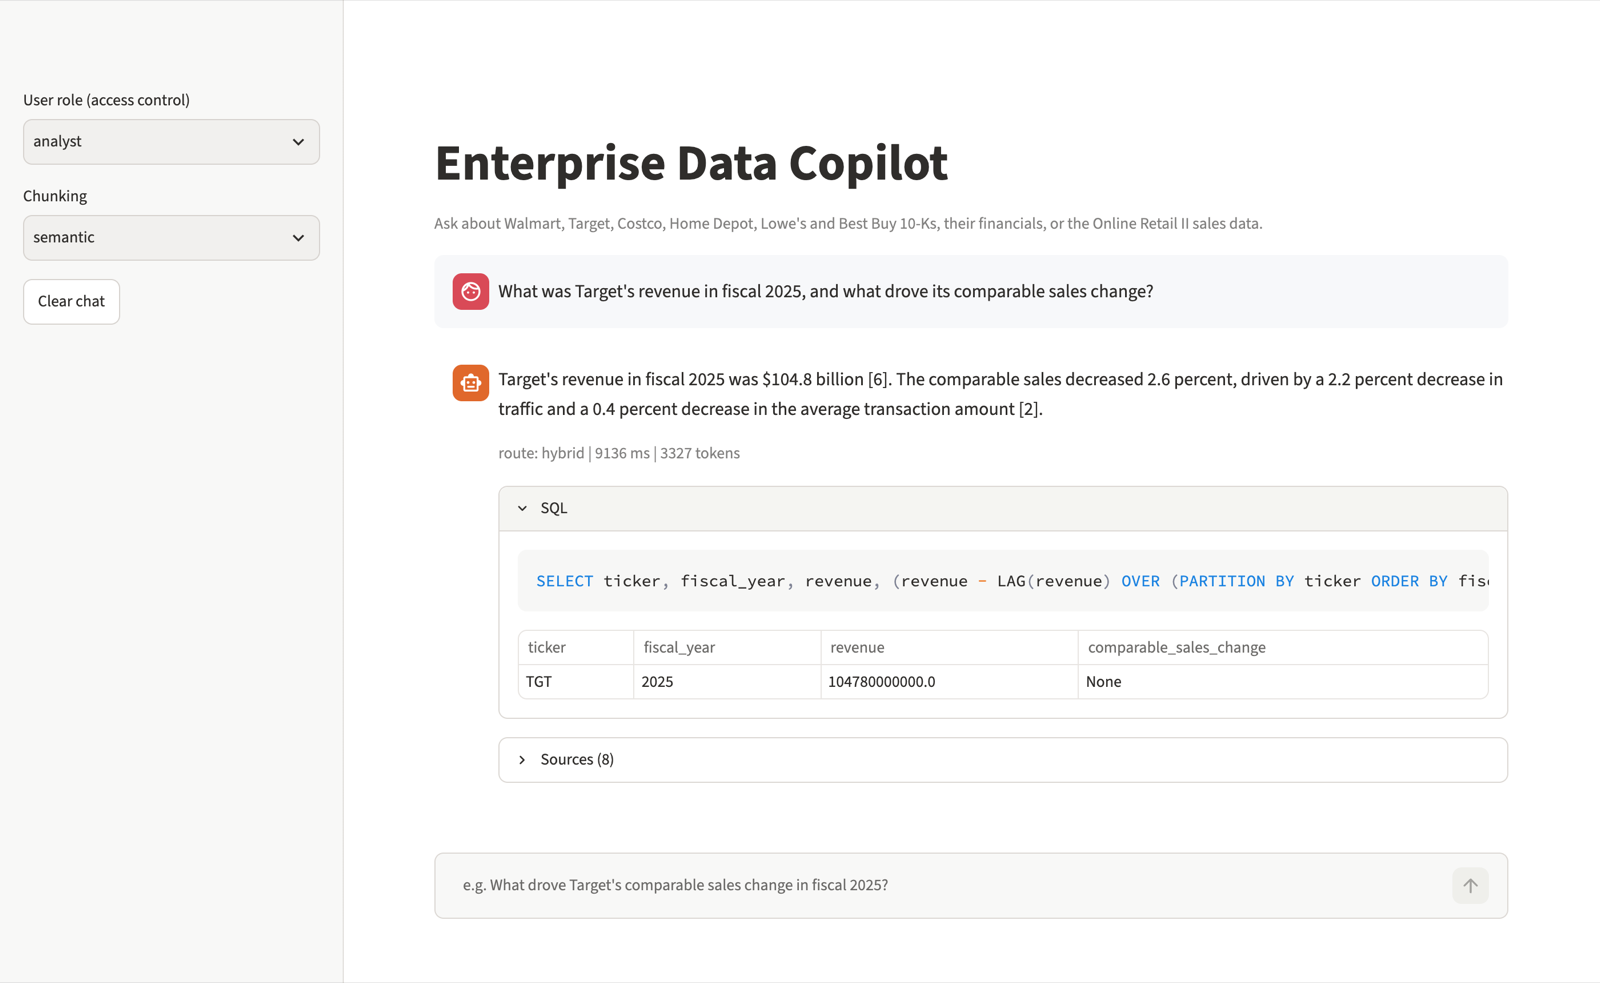 User role (access control)
analyst
Chunking
semantic
Clear chat
Enterprise Data Copilot
Ask about Walmart, Target, Costco, Home Depot, Lowe's and Best Buy 10-Ks, their financials, or the Online Retail II sales data.
What was Target's revenue in fiscal 2025, and what drove its comparable sales change?
Target's revenue in fiscal 2025 was $104.8 billion [6]. The comparable sales decreased 2.6 percent, driven by a 2.2 percent decrease in
traffic and a 0.4 percent decrease in the average transaction amount [2].
route: hybrid | 9136 ms | 3327 tokens
SQL
SELECT ticker, fiscal_year, revenue, (revenue - LAG(revenue) OVER (PARTITION BY ticker ORDER BY fisc
ticker fiscal_year revenue comparable_sales_change
TGT 2025 104780000000.0 None
Sources (8)
e.g. What drove Target's comparable sales change in fiscal 2025?